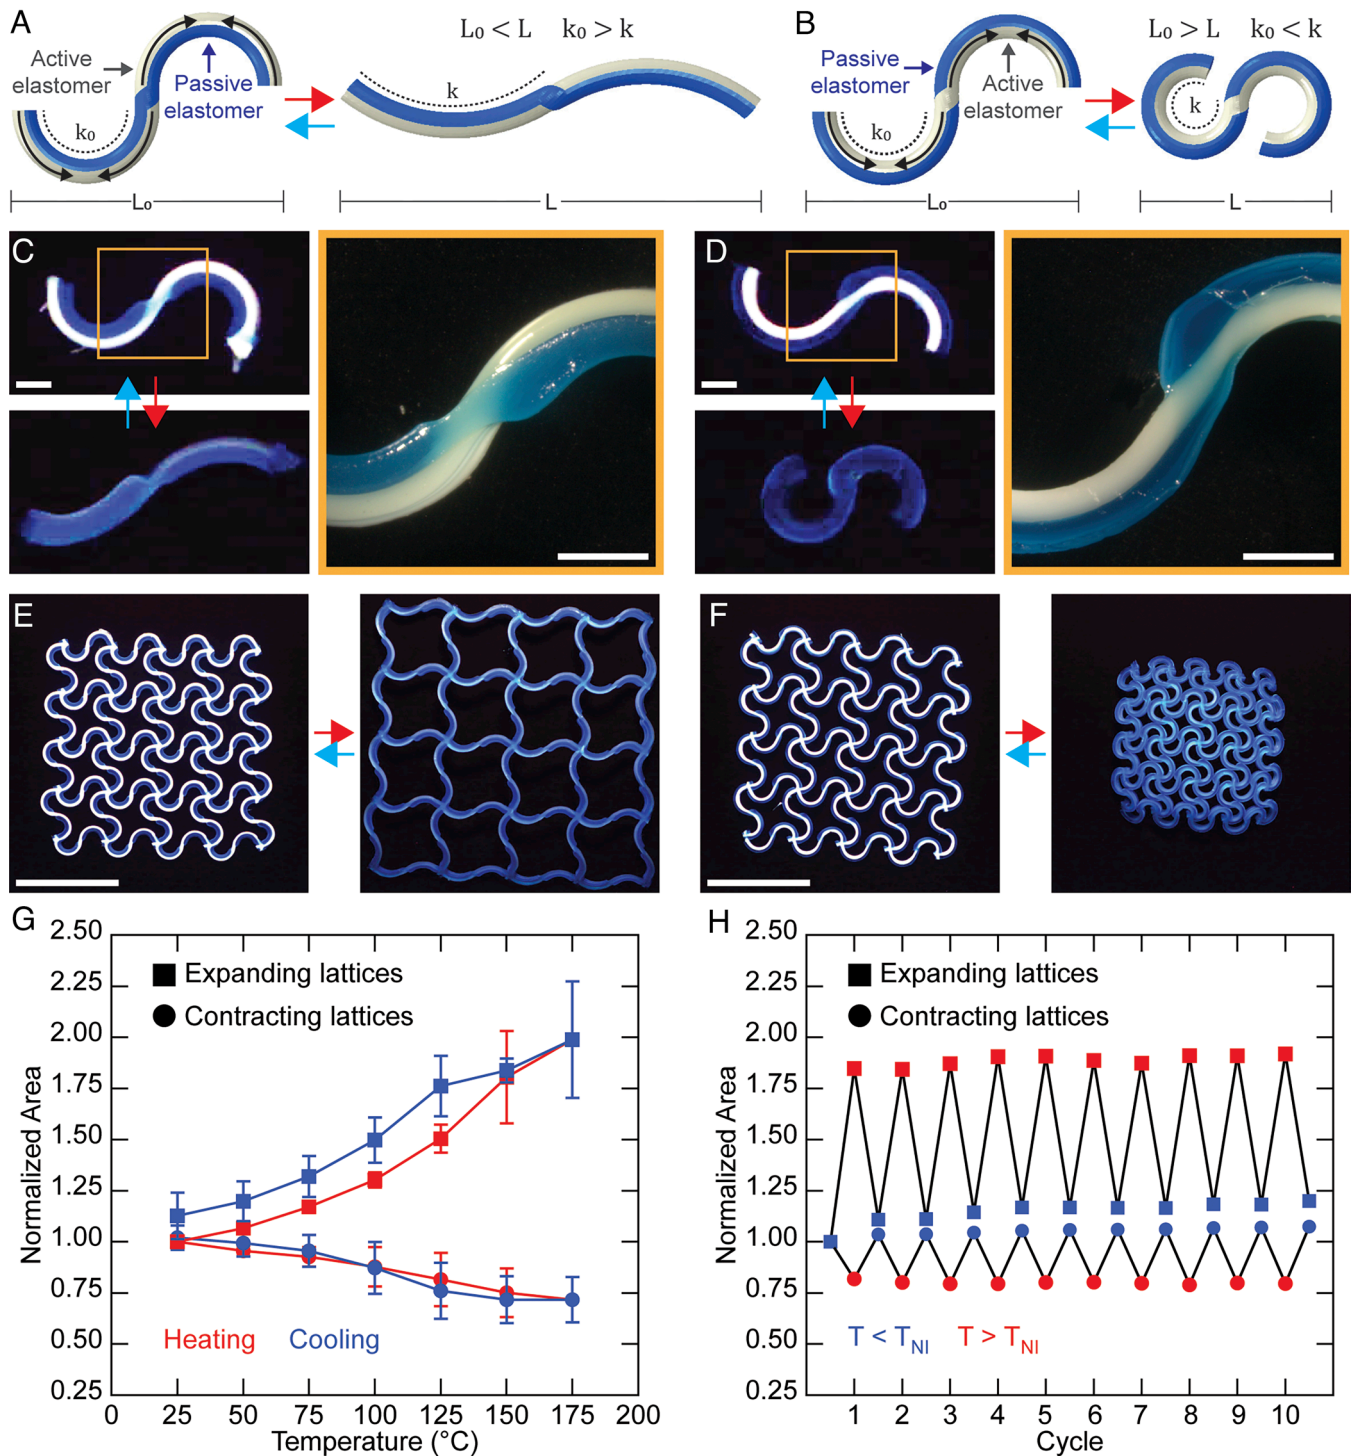 A
L₀ < L k₀ > k
Active
elastomer
Passive
elastomer
k₀
k
L₀
L
B
L₀ > L k₀ < k
Passive
elastomer
Active
elastomer
k₀
k
L₀
L
C
D
E
F
G
2.50
2.25
2.00
1.75
1.50
1.25
1.00
0.75
0.50
0.25
Normalized Area
Expanding lattices
Contracting lattices
Heating Cooling
0 25 50 75 100 125 150 175 200
Temperature (°C)
H
2.50
2.25
2.00
1.75
1.50
1.25
1.00
0.75
0.50
0.25
Normalized Area
Expanding lattices
Contracting lattices
T < T_NI T > T_NI
1 2 3 4 5 6 7 8 9 10
Cycle